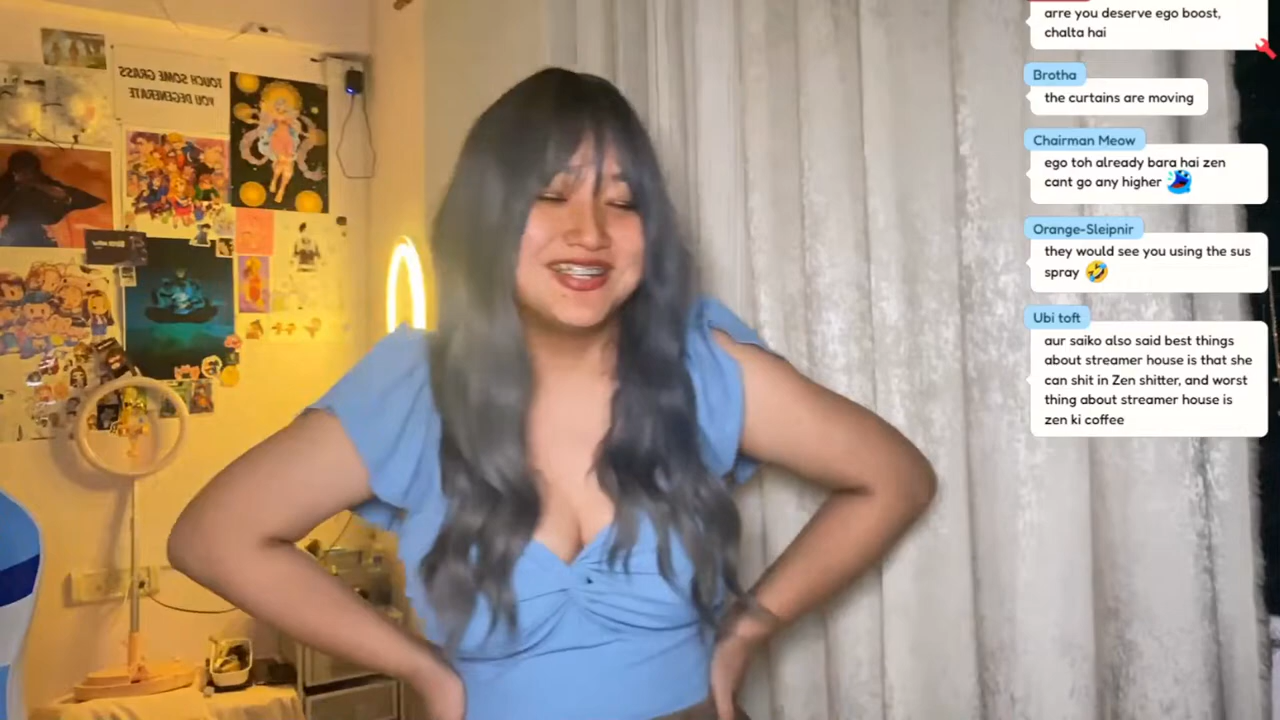 arre you deserve ego boost,
chalta hai
Brotha
the curtains are moving
Chairman Meow
ego toh already bara hai zen
cant go any higher
Orange-Sleipnir
they would see you using the sus
spray
Ubi toft
aur saiko also said best things
about streamer house is that she
can shit in Zen shitter, and worst
thing about streamer house is
zen ki coffee
TOUCH SOME GRASS
YOU DEGENERATE